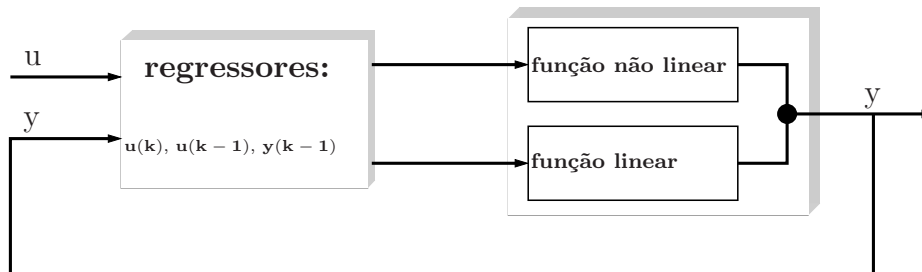 u
regressores:
y
u(k), u(k − 1), y(k − 1)
função não linear
função linear
y